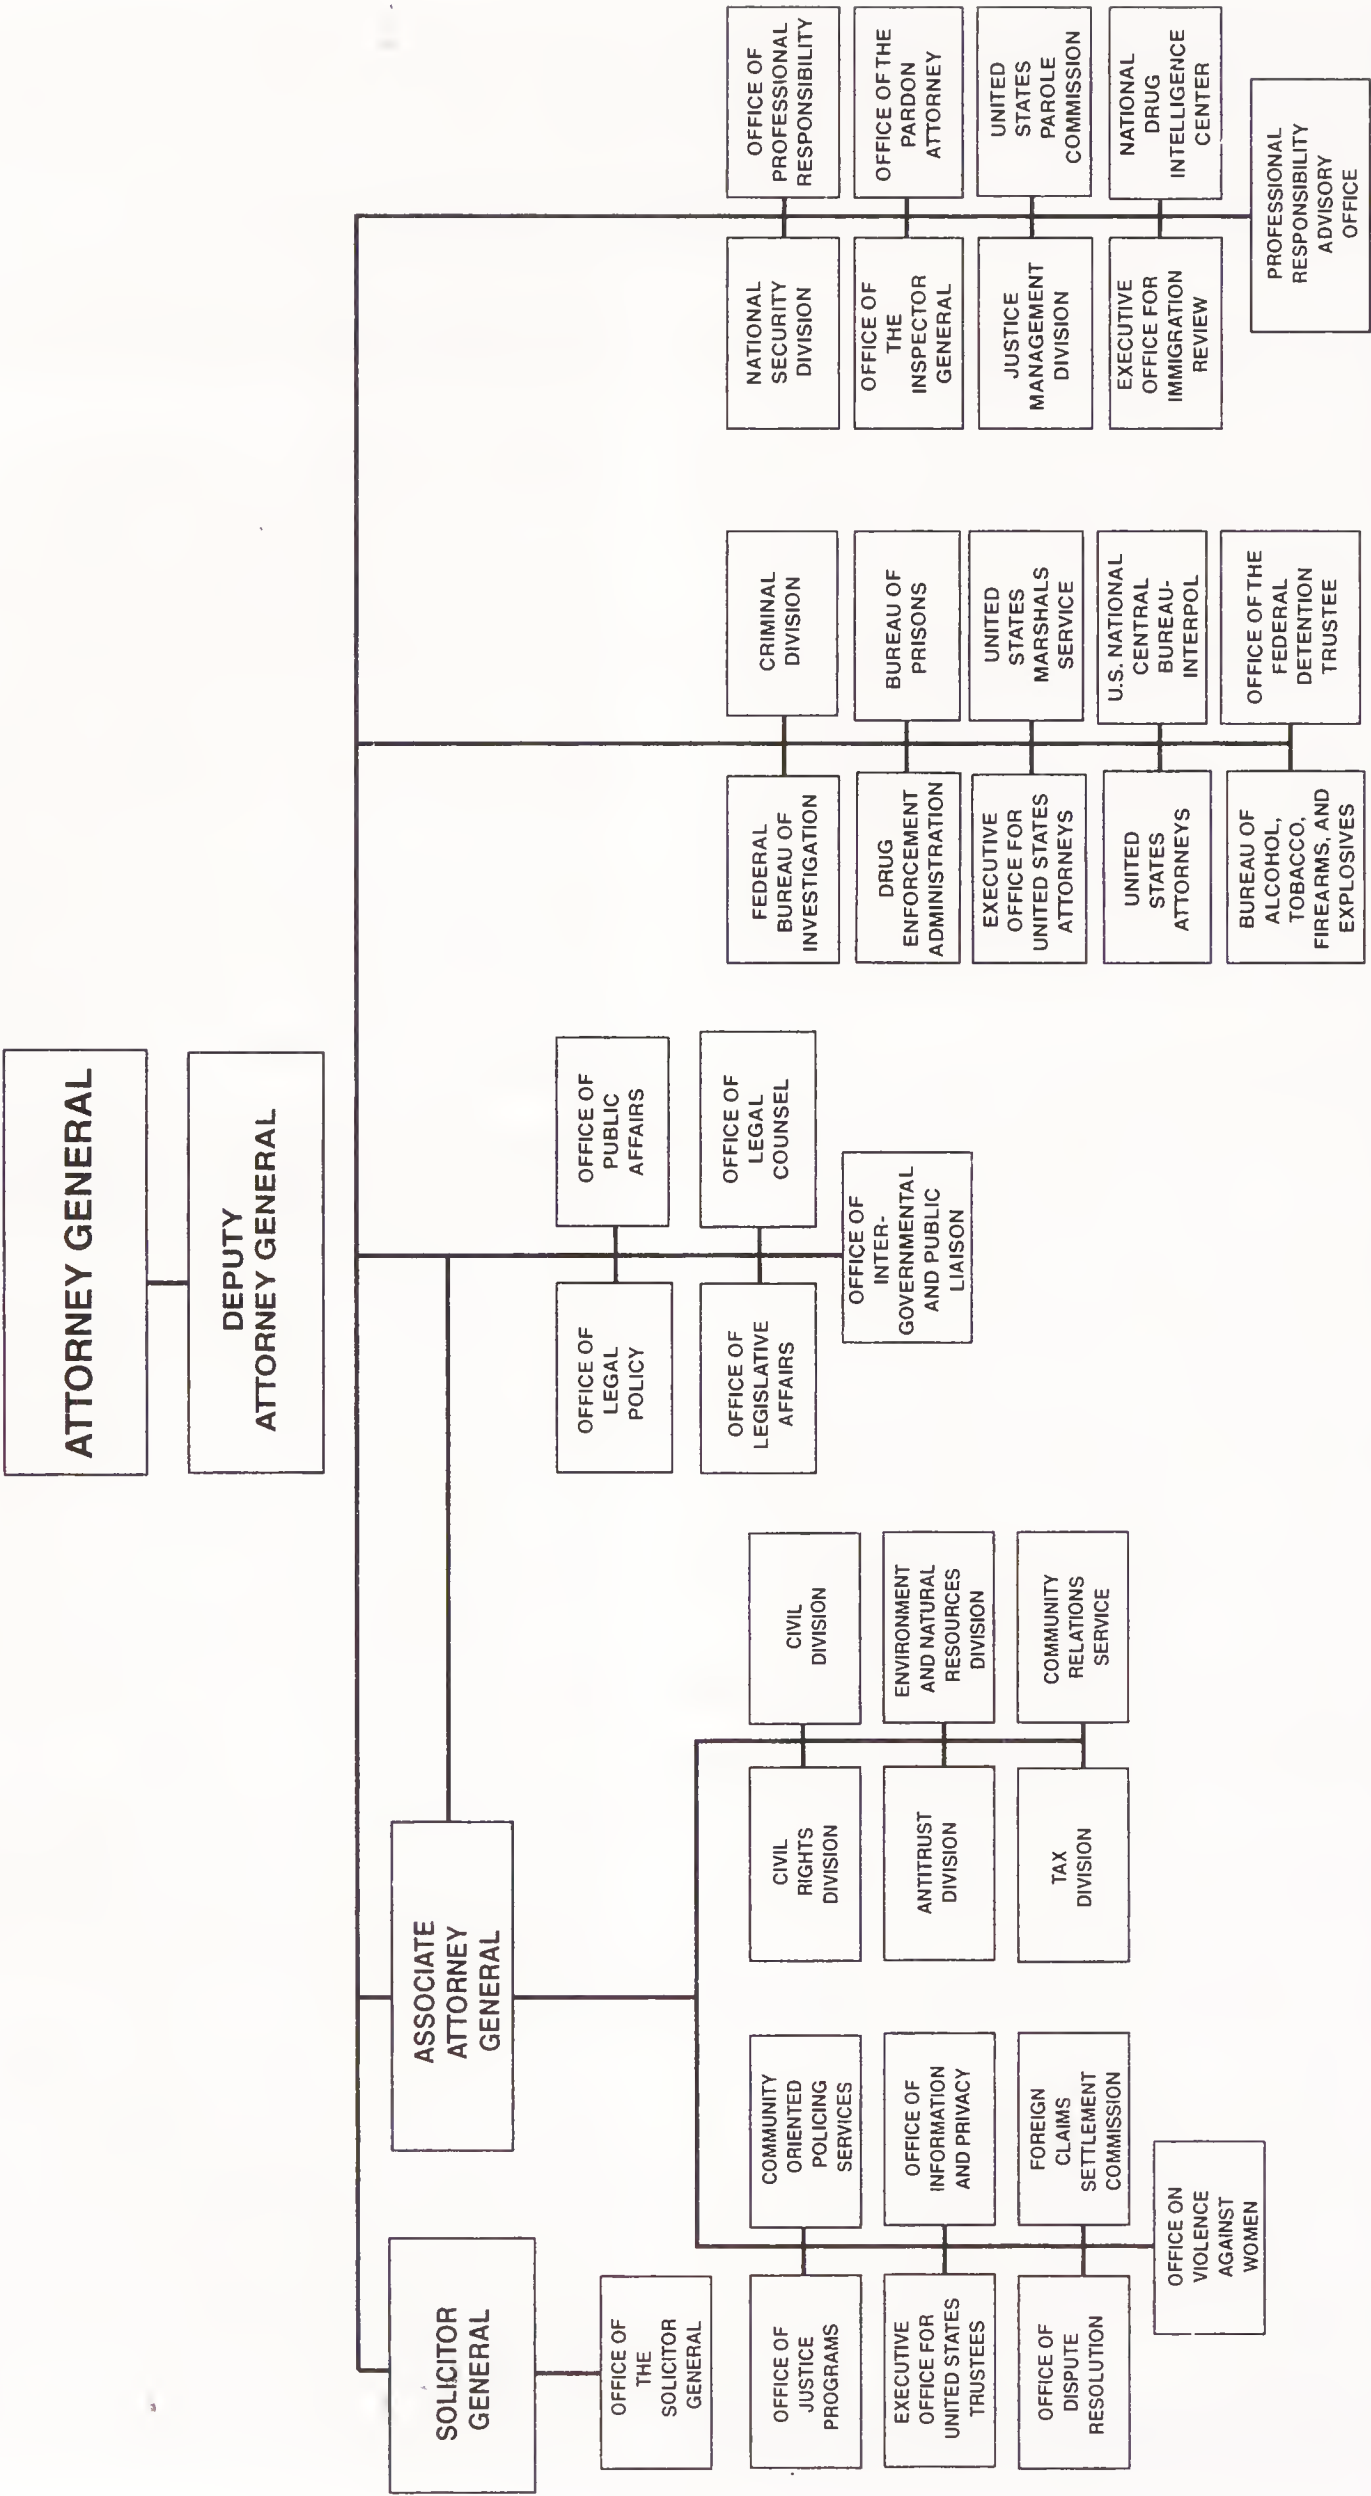 ATTORNEY GENERAL
DEPUTY
ATTORNEY GENERAL
SOLICITOR
GENERAL
ASSOCIATE
ATTORNEY
GENERAL
OFFICE OF
THE
SOLICITOR
GENERAL
OFFICE OF
JUSTICE
PROGRAMS
COMMUNITY
ORIENTED
POLICING
SERVICES
EXECUTIVE
OFFICE FOR
UNITED STATES
TRUSTEES
OFFICE OF
INFORMATION
AND PRIVACY
OFFICE OF
DISPUTE
RESOLUTION
FOREIGN
CLAIMS
SETTLEMENT
COMMISSION
OFFICE ON
VIOLENCE
AGAINST
WOMEN
CIVIL
RIGHTS
DIVISION
CIVIL
DIVISION
ANTITRUST
DIVISION
ENVIRONMENT
AND NATURAL
RESOURCES
DIVISION
TAX
DIVISION
COMMUNITY
RELATIONS
SERVICE
OFFICE OF
LEGAL
POLICY
OFFICE OF
PUBLIC
AFFAIRS
OFFICE OF
LEGISLATIVE
AFFAIRS
OFFICE OF
LEGAL
COUNSEL
OFFICE OF
INTER-
GOVERNMENTAL
AND PUBLIC
LIAISON
FEDERAL
BUREAU OF
INVESTIGATION
CRIMINAL
DIVISION
DRUG
ENFORCEMENT
ADMINISTRATION
BUREAU OF
PRISONS
EXECUTIVE
OFFICE FOR
UNITED STATES
ATTORNEYS
UNITED
STATES
MARSHALS
SERVICE
UNITED
STATES
ATTORNEYS
U.S. NATIONAL
CENTRAL
BUREAU-
INTERPOL
BUREAU OF
ALCOHOL,
TOBACCO,
FIREARMS, AND
EXPLOSIVES
OFFICE OF THE
FEDERAL
DETENTION
TRUSTEE
NATIONAL
SECURITY
DIVISION
OFFICE OF
PROFESSIONAL
RESPONSIBILITY
OFFICE OF
THE
INSPECTOR
GENERAL
OFFICE OF THE
PARDON
ATTORNEY
JUSTICE
MANAGEMENT
DIVISION
UNITED
STATES
PAROLE
COMMISSION
EXECUTIVE
OFFICE FOR
IMMIGRATION
REVIEW
NATIONAL
DRUG
INTELLIGENCE
CENTER
PROFESSIONAL
RESPONSIBILITY
ADVISORY
OFFICE